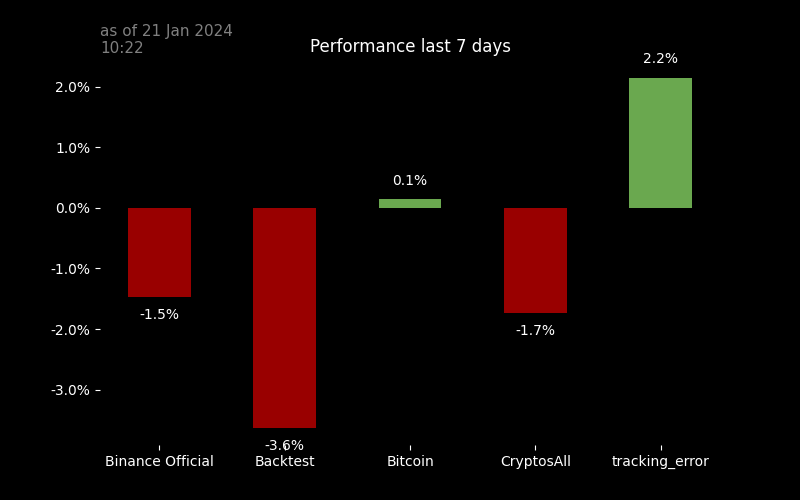 as of 21 Jan 2024
10:22
Performance last 7 days
2.2%
2.0%
1.0%
0.1%
0.0%
-1.0%
-1.5%
-1.7%
-2.0%
-3.0%
-3.6%
Binance Official
Backtest
Bitcoin
CryptosAll
tracking_error